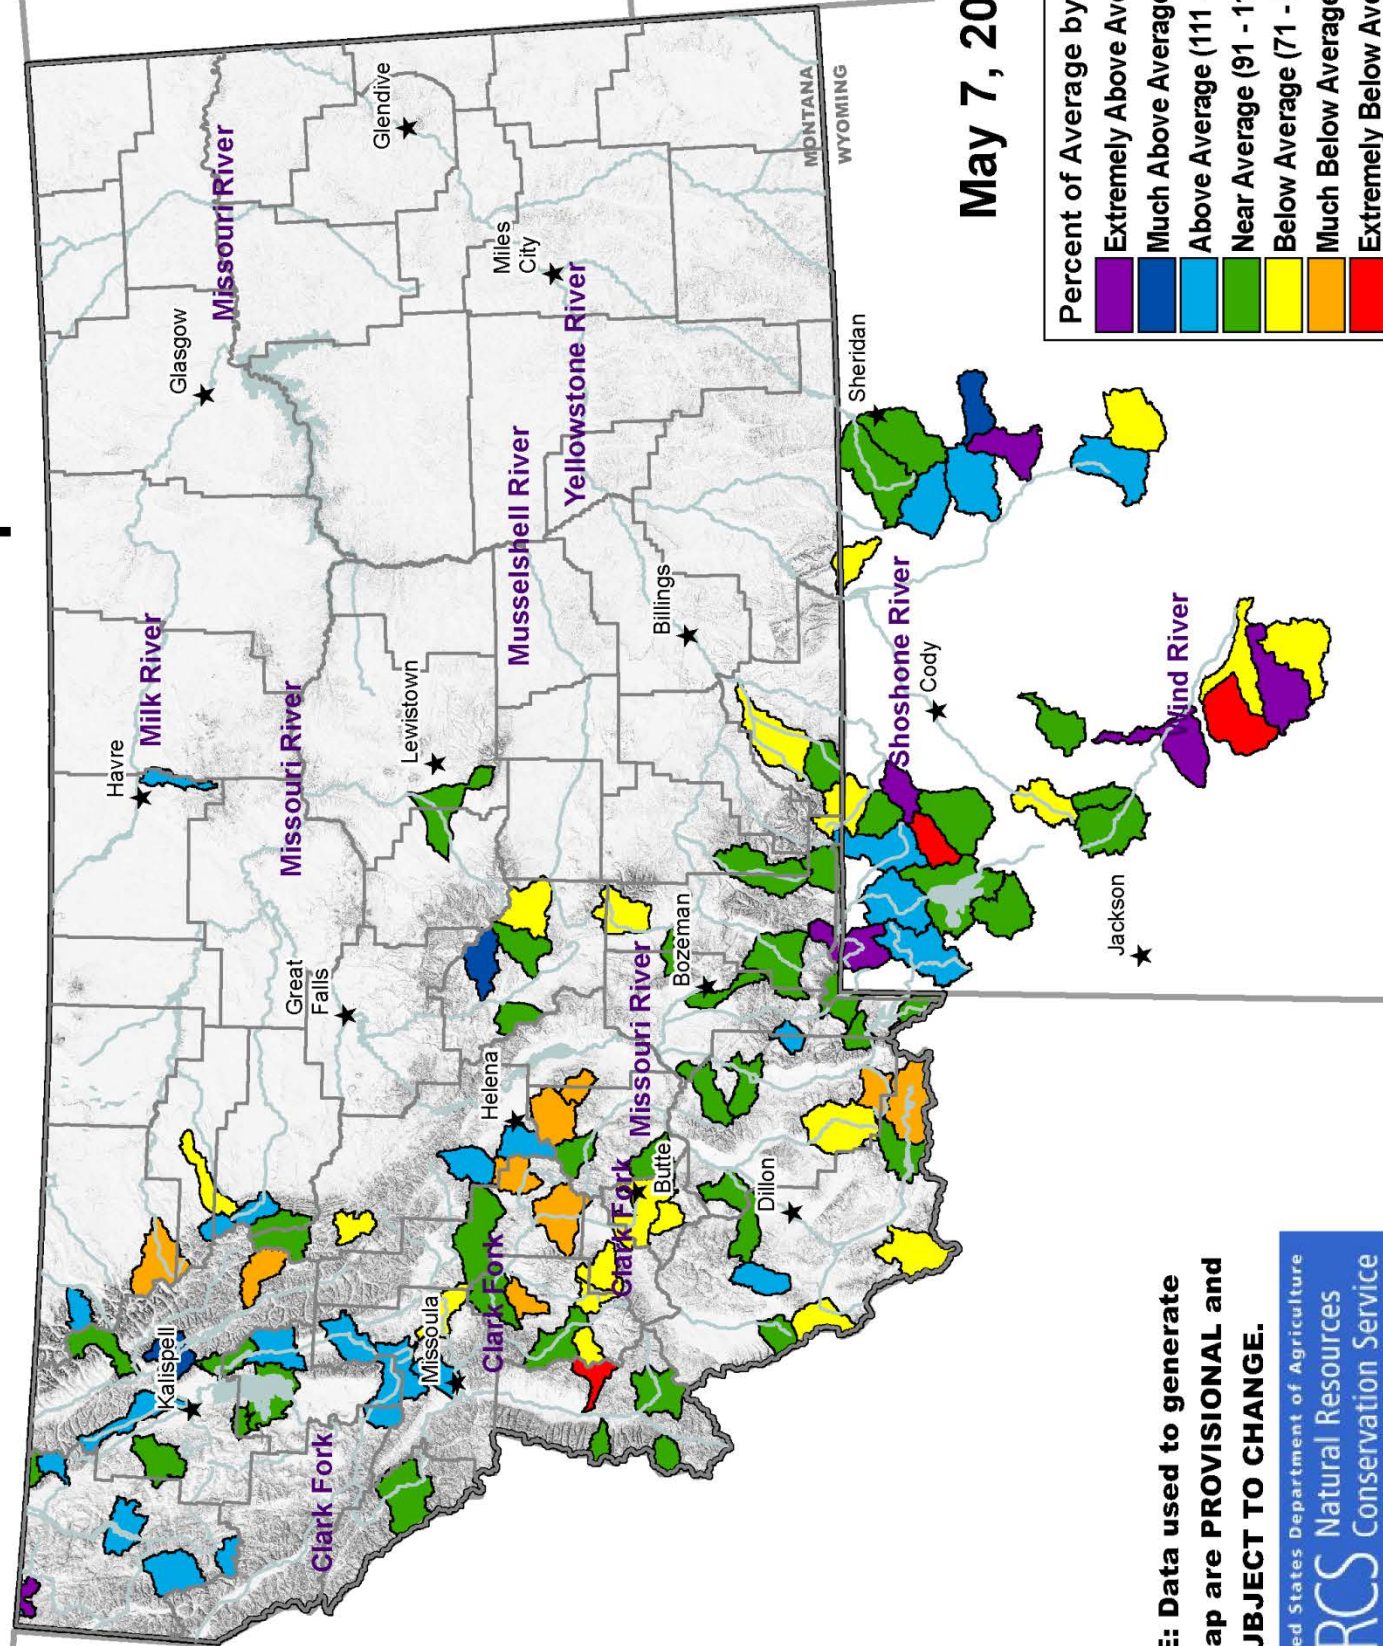 Kalispell
Havre
Milk River
Glasgow
Missouri River
Missouri River
Great
Falls
Lewistown
Glendive
Clark Fork
Missoula
Clark Fork
Helena
Musselshell River
Miles
City
Yellowstone River
Clark Fork
Butte
Missouri River
Bozeman
Billings
Dillon
MONTANA
WYOMING
Sheridan
Shoshone River
Cody
Jackson
Wind River
May 7, 20
Percent of Average by
Extremely Above Av
Much Above Average
Above Average (111
Near Average (91 - 1
Below Average (71 -
Much Below Average
Extremely Below Ave
E: Data used to generate
ap are PROVISIONAL and
UBJECT TO CHANGE.
ed States Department of Agriculture
RCS Natural Resources
Conservation Service